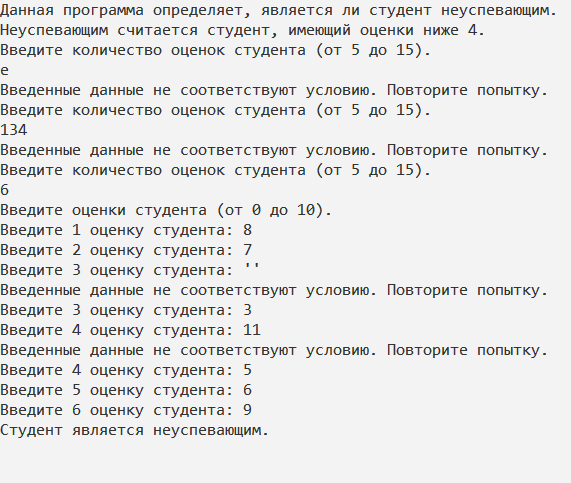 Данная программа определяет, является ли студент неуспевающим.
Неуспевающим считается студент, имеющий оценки ниже 4.
Введите количество оценок студента (от 5 до 15).
е
Введенные данные не соответствуют условию. Повторите попытку.
Введите количество оценок студента (от 5 до 15).
134
Введенные данные не соответствуют условию. Повторите попытку.
Введите количество оценок студента (от 5 до 15).
6
Введите оценки студента (от 0 до 10).
Введите 1 оценку студента: 8
Введите 2 оценку студента: 7
Введите 3 оценку студента: ''
Введенные данные не соответствуют условию. Повторите попытку.
Введите 3 оценку студента: 3
Введите 4 оценку студента: 11
Введенные данные не соответствуют условию. Повторите попытку.
Введите 4 оценку студента: 5
Введите 5 оценку студента: 6
Введите 6 оценку студента: 9
Студент является неуспевающим.